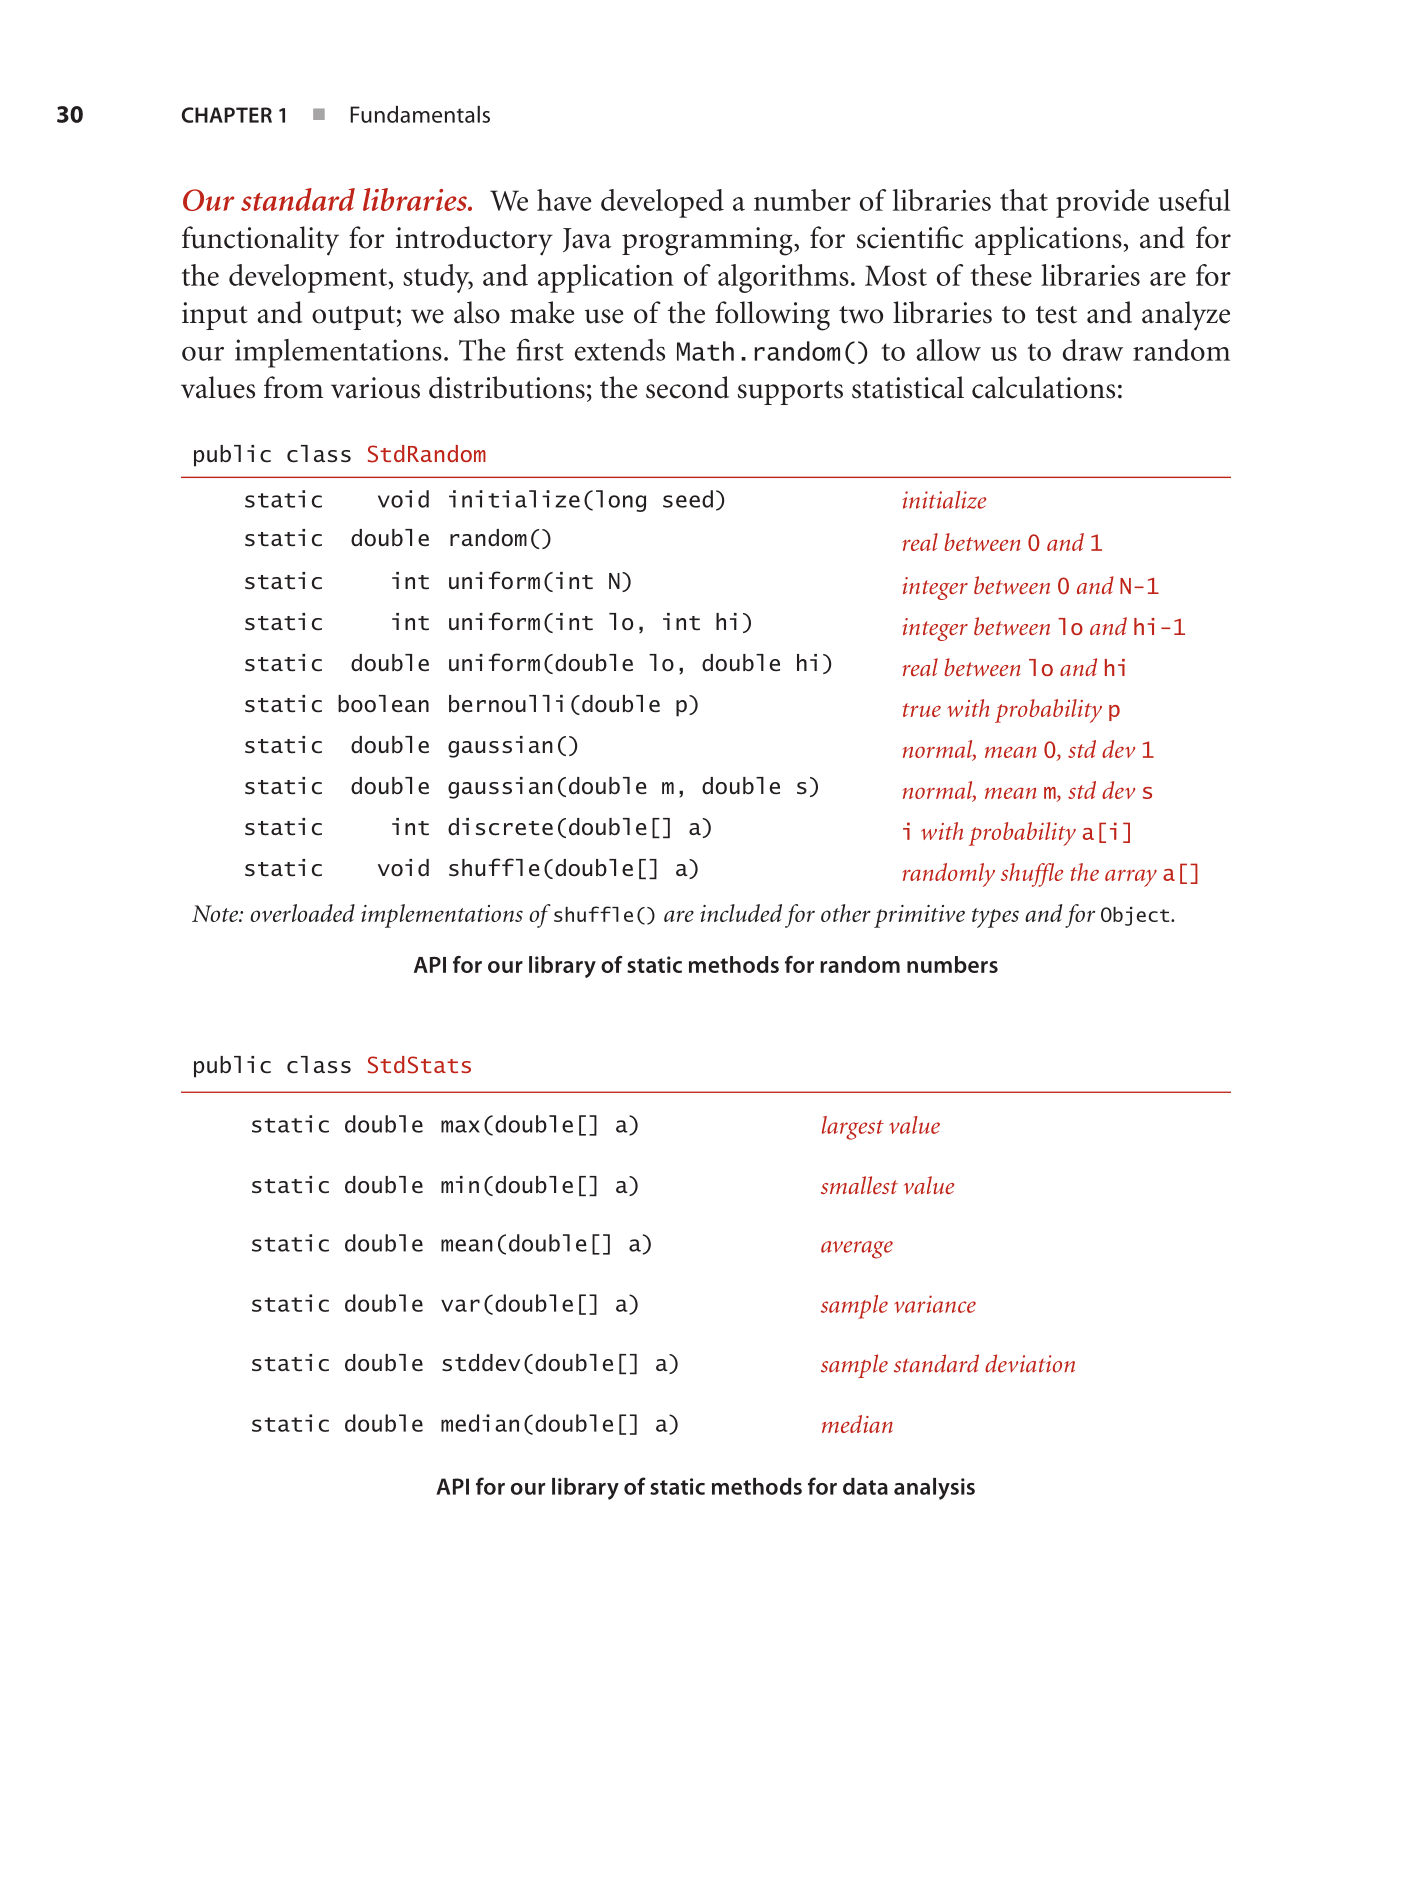 30 CHAPTER 1 ■ Fundamentals
Our standard libraries. We have developed a number of libraries that provide useful
functionality for introductory Java programming, for scientific applications, and for
the development, study, and application of algorithms. Most of these libraries are for
input and output; we also make use of the following two libraries to test and analyze
our implementations. The first extends Math.random() to allow us to draw random
values from various distributions; the second supports statistical calculations:
public class StdRandom
static void initialize(long seed) initialize
static double random() real between 0 and 1
static int uniform(int N) integer between 0 and N-1
static int uniform(int lo, int hi) integer between lo and hi-1
static double uniform(double lo, double hi) real between lo and hi
static boolean bernoulli(double p) true with probability p
static double gaussian() normal, mean 0, std dev 1
static double gaussian(double m, double s) normal, mean m, std dev s
static int discrete(double[] a) i with probability a[i]
static void shuffle(double[] a) randomly shuffle the array a[]
Note: overloaded implementations of shuffle() are included for other primitive types and for Object.
API for our library of static methods for random numbers
public class StdStats
static double max(double[] a) largest value
static double min(double[] a) smallest value
static double mean(double[] a) average
static double var(double[] a) sample variance
static double stddev(double[] a) sample standard deviation
static double median(double[] a) median
API for our library of static methods for data analysis